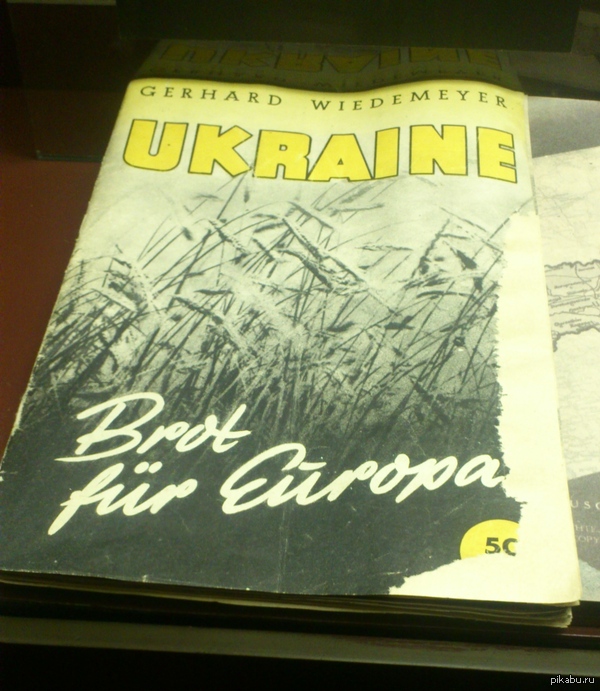 GERHARD WIEDEMEYER
UKRAINE
Brot
für Europa
50
pikabu.ru